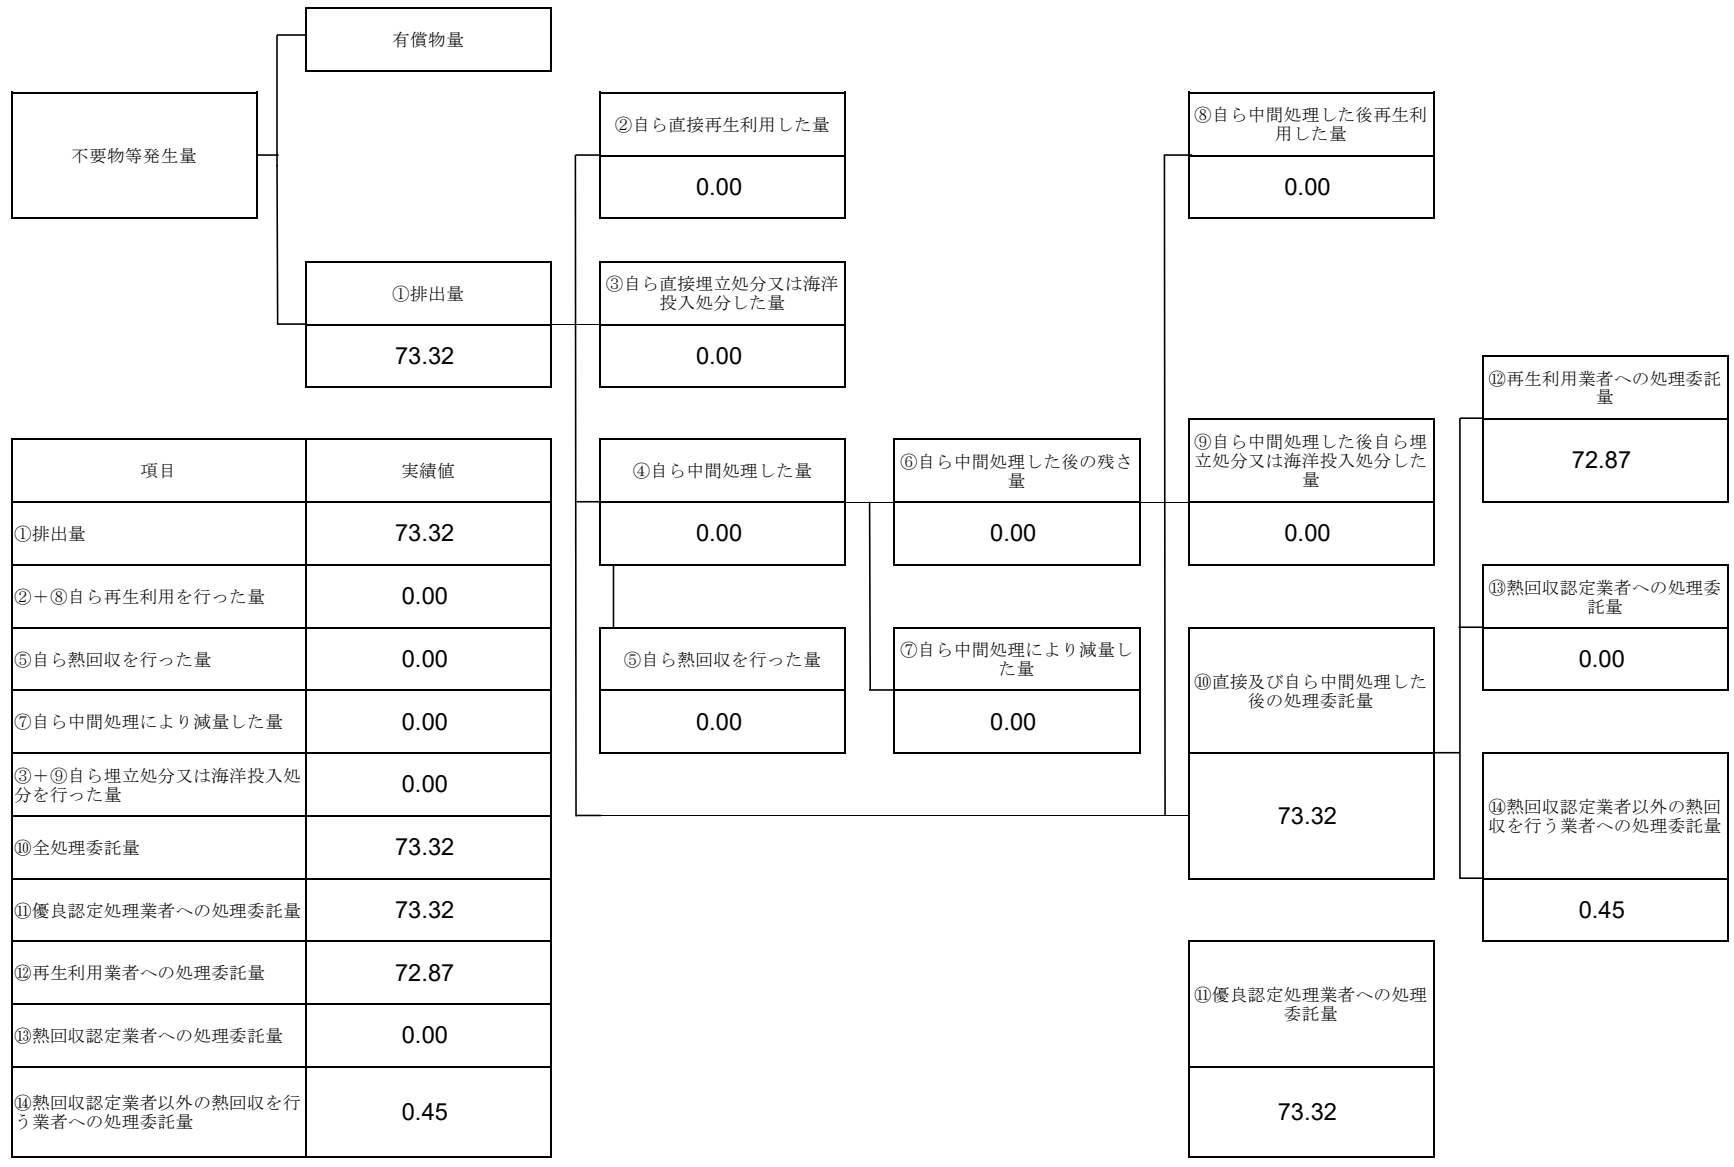 有償物量
不要物等発生量
②自ら直接再生利用した量
0.00
⑧自ら中間処理した後再生利
用した量
0.00
①排出量
73.32
③自ら直接埋立処分又は海洋
投入処分した量
0.00
④自ら中間処理した量
0.00
⑥自ら中間処理した後の残さ
量
0.00
⑨自ら中間処理した後自ら埋
立処分又は海洋投入処分した
量
0.00
⑤自ら熱回収を行った量
0.00
⑦自ら中間処理により減量し
た量
0.00
⑩直接及び自ら中間処理した
後の処理委託量
73.32
⑪優良認定処理業者への処理
委託量
73.32
⑫再生利用業者への処理委託
量
72.87
⑬熱回収認定業者への処理委
託量
0.00
⑭熱回収認定業者以外の熱回
収を行う業者への処理委託量
0.45
項目 実績値
①排出量 73.32
②＋⑧自ら再生利用を行った量 0.00
⑤自ら熱回収を行った量 0.00
⑦自ら中間処理により減量した量 0.00
③＋⑨自ら埋立処分又は海洋投入処
分を行った量 0.00
⑩全処理委託量 73.32
⑪優良認定処理業者への処理委託量 73.32
⑫再生利用業者への処理委託量 72.87
⑬熱回収認定業者への処理委託量 0.00
⑭熱回収認定業者以外の熱回収を行
う業者への処理委託量 0.45